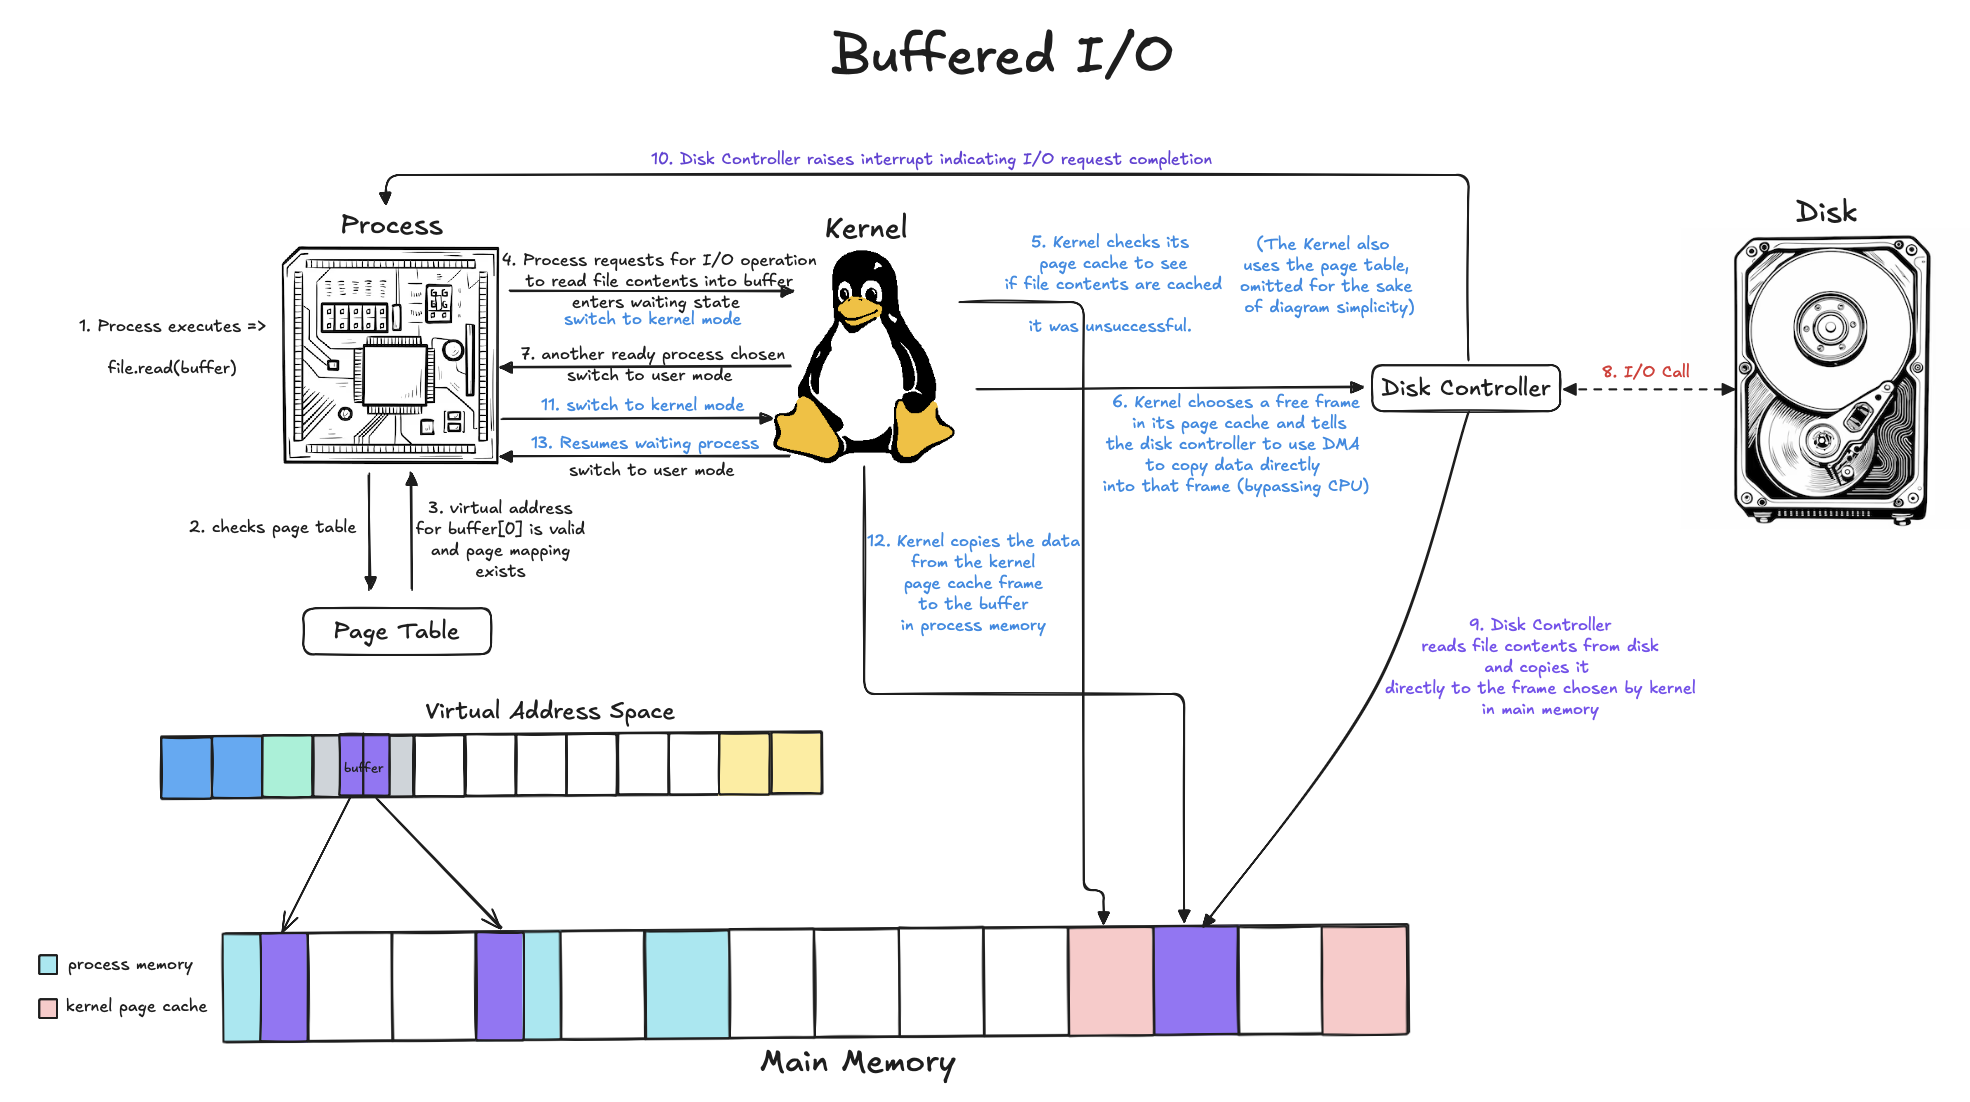 Buffered I/O
10. Disk Controller raises interrupt indicating I/O request completion
Process
Kernel
Disk
1. Process executes =>
file.read(buffer)
4. Process requests for I/O operation
to read file contents into buffer
enters waiting state
switch to kernel mode
7. another ready process chosen
switch to user mode
11. switch to kernel mode
13. Resumes waiting process
switch to user mode
5. Kernel checks its
page cache to see
if file contents are cached
it was unsuccessful.
(The Kernel also
uses the page table,
omitted for the sake
of diagram simplicity)
Disk Controller
8. I/O Call
6. Kernel chooses a free frame
in its page cache and tells
the disk controller to use DMA
to copy data directly
into that frame (bypassing CPU)
2. checks page table
3. virtual address
for buffer[0] is valid
and page mapping
exists
Page Table
12. Kernel copies the data
from the kernel
page cache frame
to the buffer
in process memory
9. Disk Controller
reads file contents from disk
and copies it
directly to the frame chosen by kernel
in main memory
Virtual Address Space
buffer
process memory
kernel page cache
Main Memory